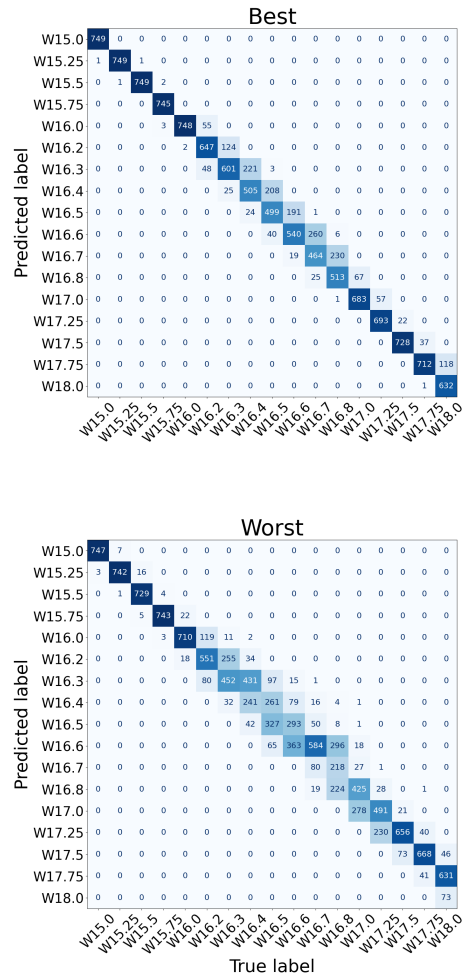 Best
Predicted label
W15.0 749 0 0 0 0 0 0 0 0 0 0 0 0 0 0 0 0
W15.25 1 749 1 0 0 0 0 0 0 0 0 0 0 0 0 0 0
W15.5 0 1 749 2 0 0 0 0 0 0 0 0 0 0 0 0 0
W15.75 0 0 0 745 0 0 0 0 0 0 0 0 0 0 0 0 0
W16.0 0 0 0 3 748 55 0 0 0 0 0 0 0 0 0 0 0
W16.2 0 0 0 0 2 647 124 0 0 0 0 0 0 0 0 0 0
W16.3 0 0 0 0 0 48 601 221 3 0 0 0 0 0 0 0 0
W16.4 0 0 0 0 0 0 25 505 208 0 0 0 0 0 0 0 0
W16.5 0 0 0 0 0 0 0 24 499 191 1 0 0 0 0 0 0
W16.6 0 0 0 0 0 0 0 0 40 540 260 6 0 0 0 0 0
W16.7 0 0 0 0 0 0 0 0 0 19 464 230 0 0 0 0 0
W16.8 0 0 0 0 0 0 0 0 0 0 25 513 67 0 0 0 0
W17.0 0 0 0 0 0 0 0 0 0 0 0 1 683 57 0 0 0
W17.25 0 0 0 0 0 0 0 0 0 0 0 0 0 693 22 0 0
W17.5 0 0 0 0 0 0 0 0 0 0 0 0 0 0 728 37 0
W17.75 0 0 0 0 0 0 0 0 0 0 0 0 0 0 0 712 118
W18.0 0 0 0 0 0 0 0 0 0 0 0 0 0 0 0 1 632
W15.0 W15.25 W15.5 W15.75 W16.0 W16.2 W16.3 W16.4 W16.5 W16.6 W16.7 W16.8 W17.0 W17.25 W17.5 W17.75 W18.0
Worst
Predicted label
W15.0 747 7 0 0 0 0 0 0 0 0 0 0 0 0 0 0 0
W15.25 3 742 16 0 0 0 0 0 0 0 0 0 0 0 0 0 0
W15.5 0 1 729 4 0 0 0 0 0 0 0 0 0 0 0 0 0
W15.75 0 0 5 743 22 0 0 0 0 0 0 0 0 0 0 0 0
W16.0 0 0 0 3 710 119 11 2 0 0 0 0 0 0 0 0 0
W16.2 0 0 0 0 18 551 255 34 0 0 0 0 0 0 0 0 0
W16.3 0 0 0 0 0 80 452 431 97 15 1 0 0 0 0 0 0
W16.4 0 0 0 0 0 0 32 241 261 79 16 4 1 0 0 0 0
W16.5 0 0 0 0 0 0 0 42 327 293 50 8 1 0 0 0 0
W16.6 0 0 0 0 0 0 0 0 65 363 584 296 18 0 0 0 0
W16.7 0 0 0 0 0 0 0 0 0 0 80 218 27 1 0 0 0
W16.8 0 0 0 0 0 0 0 0 0 0 19 224 425 28 0 1 0
W17.0 0 0 0 0 0 0 0 0 0 0 0 0 278 491 21 0 0
W17.25 0 0 0 0 0 0 0 0 0 0 0 0 0 230 656 40 0
W17.5 0 0 0 0 0 0 0 0 0 0 0 0 0 0 73 668 46
W17.75 0 0 0 0 0 0 0 0 0 0 0 0 0 0 0 41 631
W18.0 0 0 0 0 0 0 0 0 0 0 0 0 0 0 0 0 73
W15.0 W15.25 W15.5 W15.75 W16.0 W16.2 W16.3 W16.4 W16.5 W16.6 W16.7 W16.8 W17.0 W17.25 W17.5 W17.75 W18.0
True label